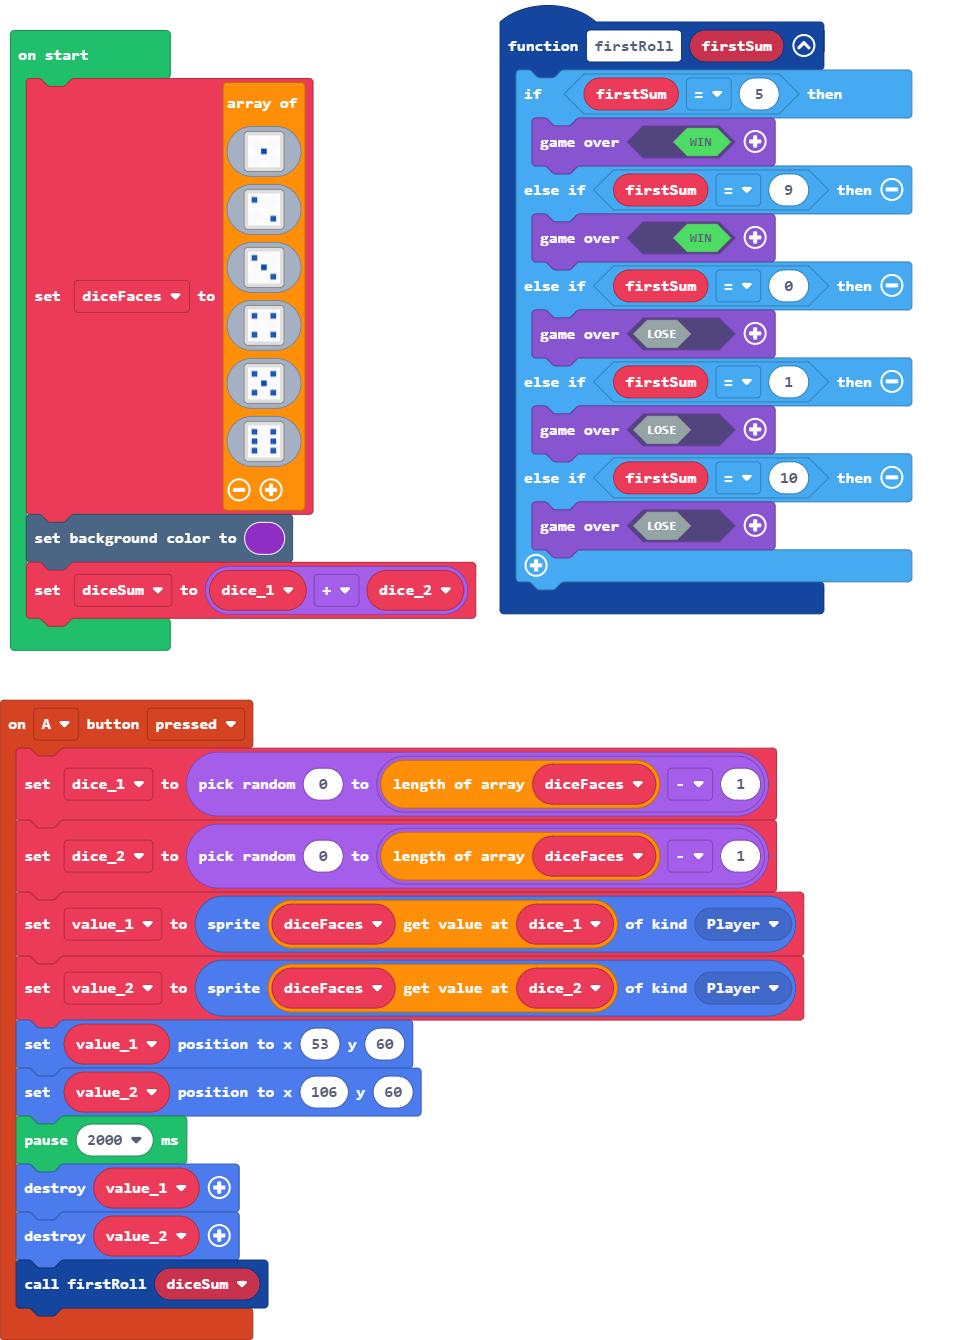 on start
set diceFaces to array of
set background color to
set diceSum to dice_1 + dice_2
function firstRoll firstSum
if firstSum = 5 then
game over WIN
else if firstSum = 9 then
game over WIN
else if firstSum = 0 then
game over LOSE
else if firstSum = 1 then
game over LOSE
else if firstSum = 10 then
game over LOSE
on A button pressed
set dice_1 to pick random 0 to length of array diceFaces - 1
set dice_2 to pick random 0 to length of array diceFaces - 1
set value_1 to sprite diceFaces get value at dice_1 of kind Player
set value_2 to sprite diceFaces get value at dice_2 of kind Player
set value_1 position to x 53 y 60
set value_2 position to x 106 y 60
pause 2000 ms
destroy value_1
destroy value_2
call firstRoll diceSum